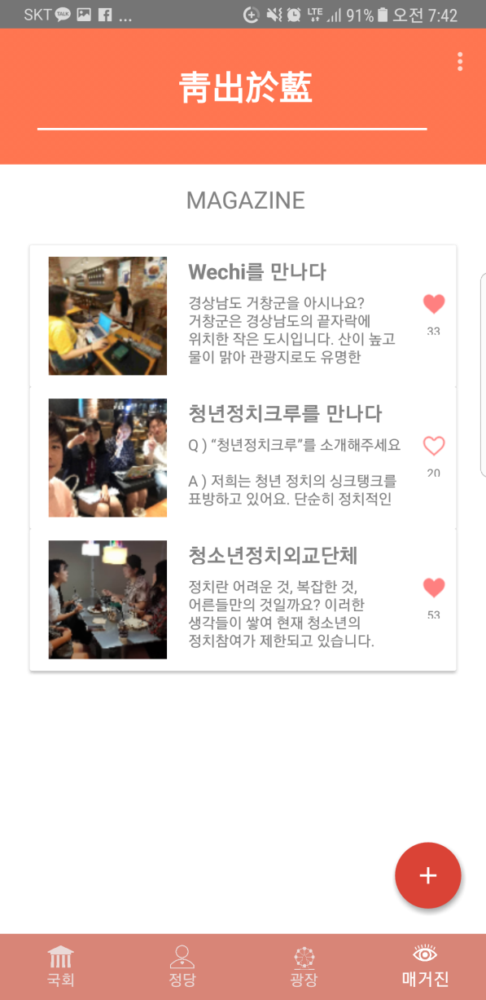 SKT TALK ... LTE 91% 오전 7:42
靑出於藍
MAGAZINE
Wechi를 만나다
경상남도 거창군을 아시나요?
거창군은 경상남도의 끝자락에
위치한 작은 도시입니다. 산이 높고
물이 맑아 관광지로도 유명한
33
청년정치크루를 만나다
Q ) “청년정치크루”를 소개해주세요
A ) 저희는 청년 정치의 싱크탱크를
표방하고 있어요. 단순히 정치적인
20
청소년정치외교단체
정치란 어려운 것, 복잡한 것,
어른들만의 것일까요? 이러한
생각들이 쌓여 현재 청소년의
정치참여가 제한되고 있습니다.
53
국회 정당 광장 매거진